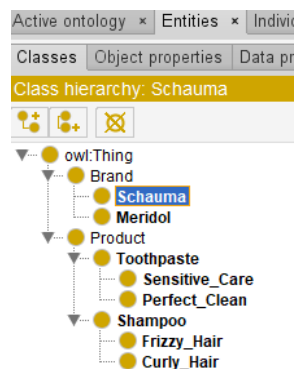 Active ontology × Entities × Individ
Classes Object properties Data pr
Class hierarchy: Schauma
owl:Thing
Brand
Schauma
Meridol
Product
Toothpaste
Sensitive_Care
Perfect_Clean
Shampoo
Frizzy_Hair
Curly_Hair